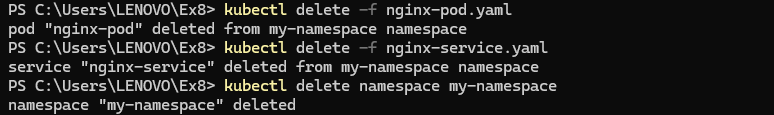 PS C:\Users\LENOVO\Ex8> kubectl delete -f nginx-pod.yaml
pod "nginx-pod" deleted from my-namespace namespace
PS C:\Users\LENOVO\Ex8> kubectl delete -f nginx-service.yaml
service "nginx-service" deleted from my-namespace namespace
PS C:\Users\LENOVO\Ex8> kubectl delete namespace my-namespace
namespace "my-namespace" deleted